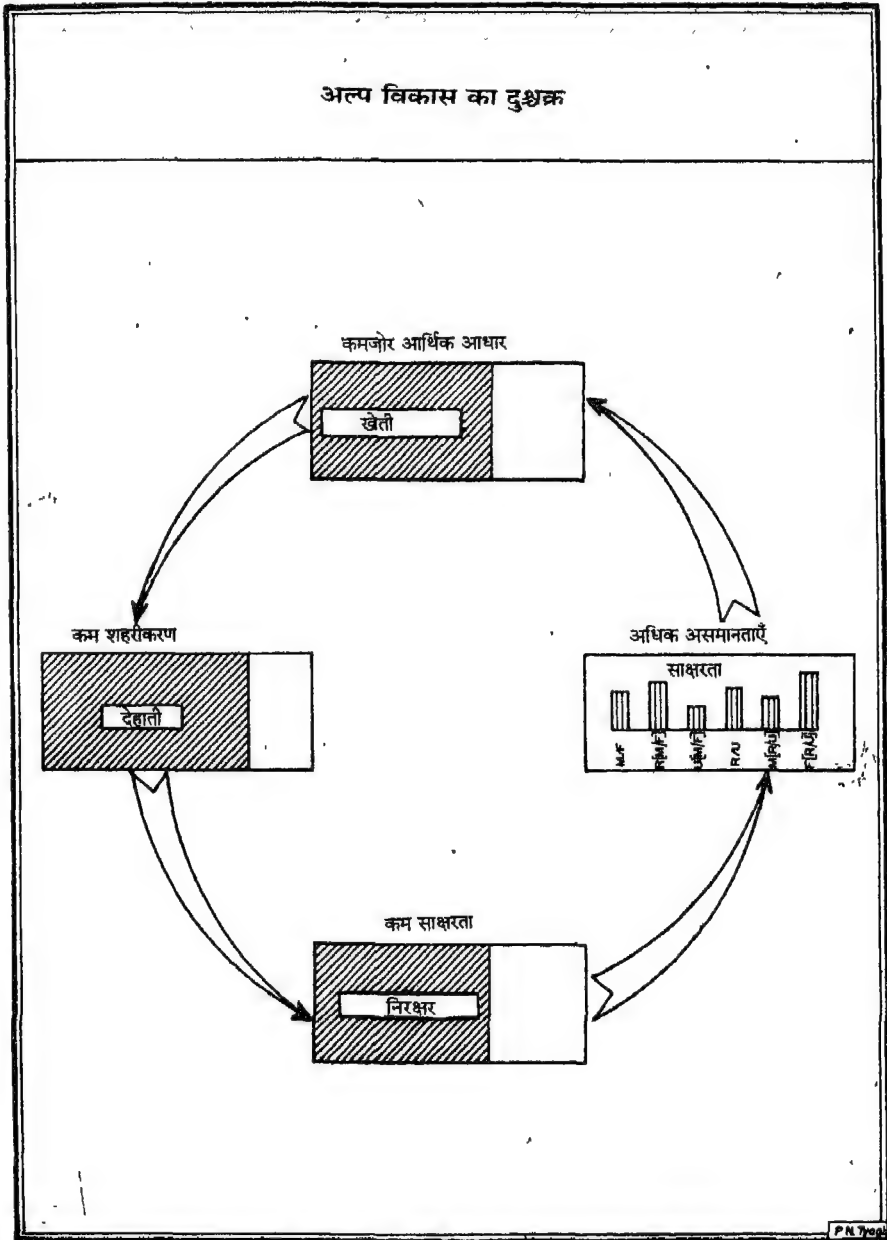 अल्प विकास का दुश्चक्र
कमजोर आर्थिक आधार
खेती
कम शहरीकरण
देहाती
अधिक असमानताएँ
साक्षरता
M/F
R[M/F]
U[M/F]
R/U
M[R/U]
F[R/U]
कम साक्षरता
निरक्षर
P N Tyagi